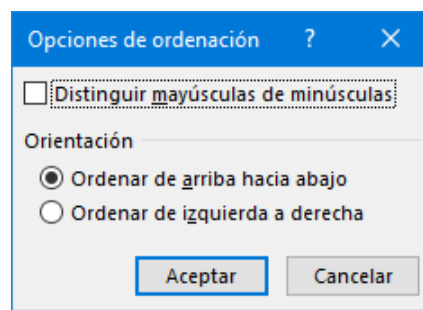 Opciones de ordenación ?
Distinguir mayúsculas de minúsculas
Orientación
Ordenar de arriba hacia abajo
Ordenar de izquierda a derecha
Aceptar Cancelar